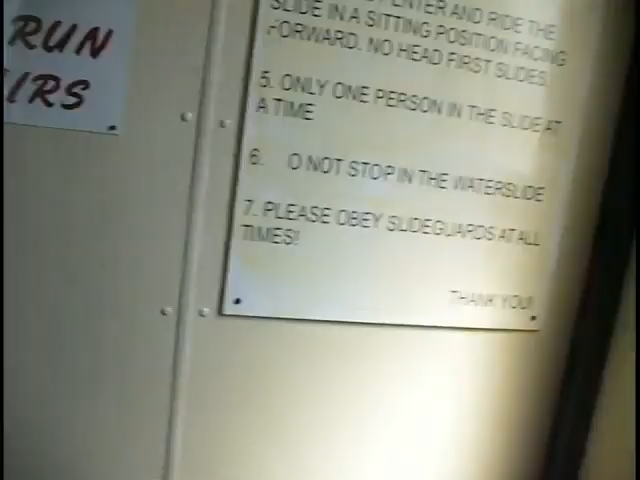 RUN
IRS
ENTER AND RIDE THE
SLIDE IN A SITTING POSITION FACING
FORWARD. NO HEAD FIRST SLIDES.
5. ONLY ONE PERSON IN THE SLIDE AT
A TIME
6. O NOT STOP IN THE WATERSLIDE
7. PLEASE OBEY SLIDEGUARDS AT ALL
TIMES!
THANK YOU!